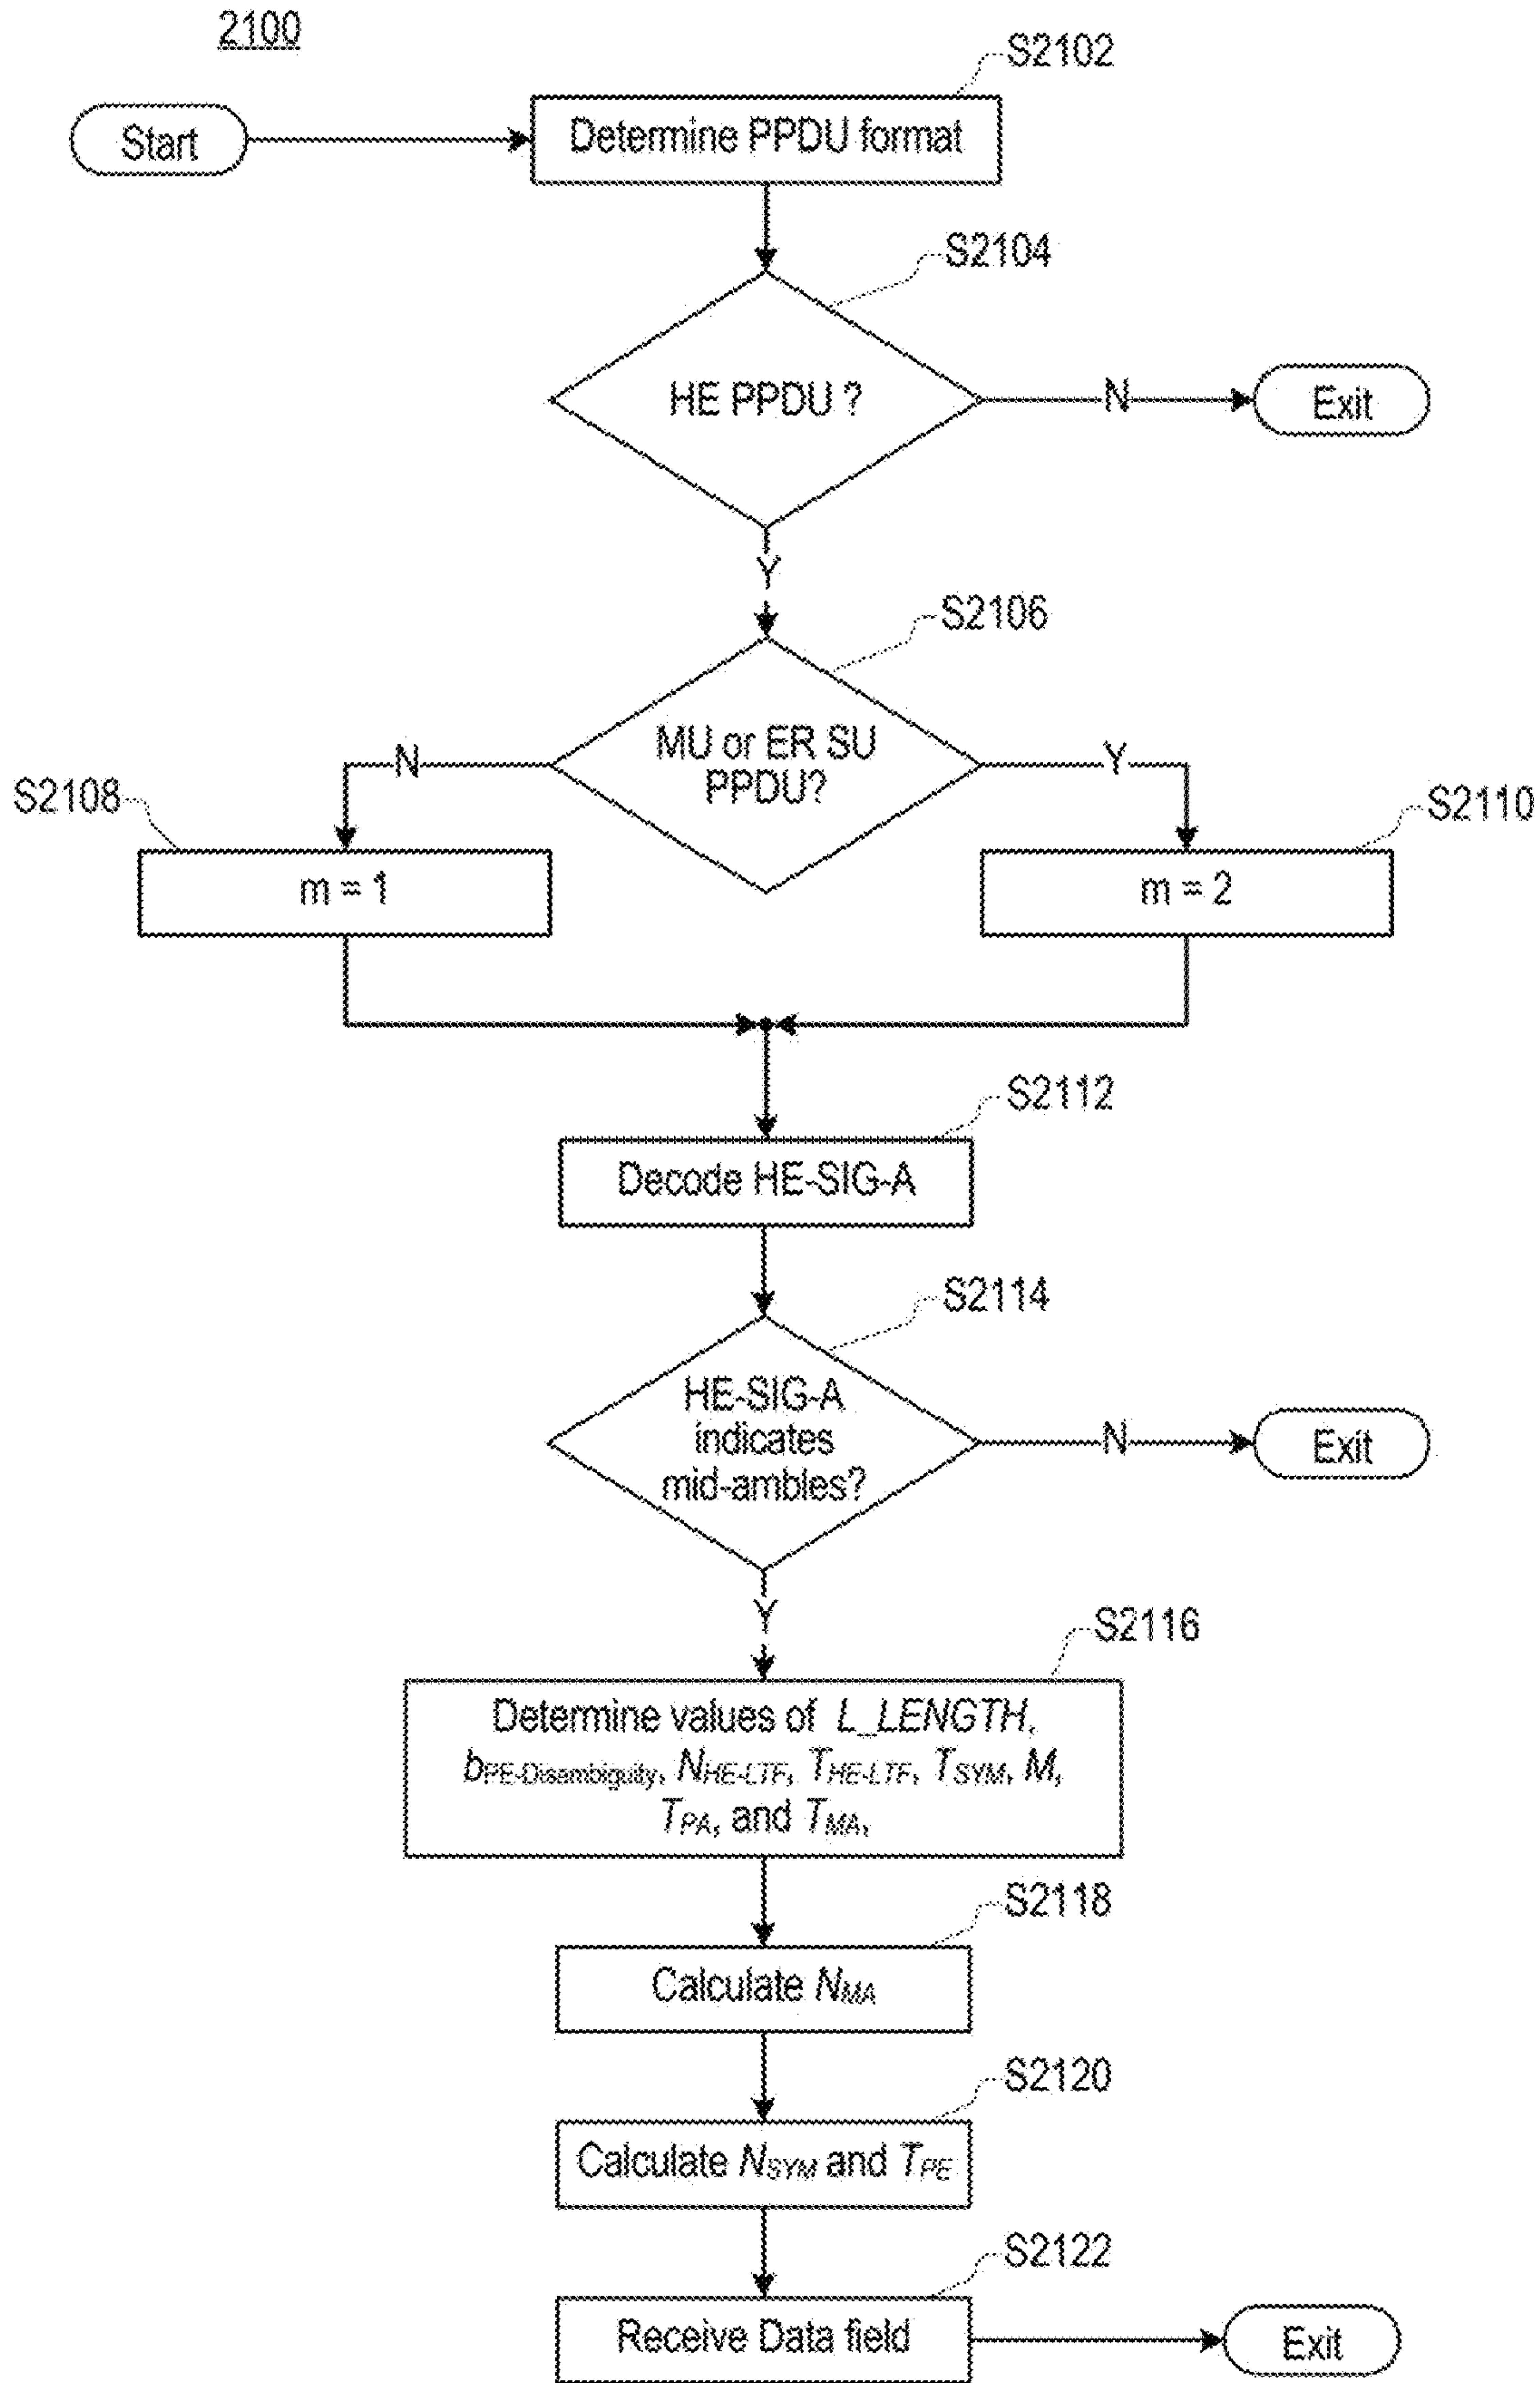 2100
S2102
Start
Determine PPDU format
S2104
HE PPDU ?
N
Exit
Y
S2106
MU or ER SU
PPDU?
N
Y
S2108
S2110
m = 1
m = 2
S2112
Decode HE-SIG-A
S2114
HE-SIG-A
indicates
mid-ambles?
N
Exit
Y
S2116
Determine values of L_LENGTH,
bPE-Disambiguity, NHE-LTF, THE-LTF, TSYM, M,
TPA, and TMA,
S2118
Calculate NMA
S2120
Calculate NSYM and TPE
S2122
Receive Data field
Exit